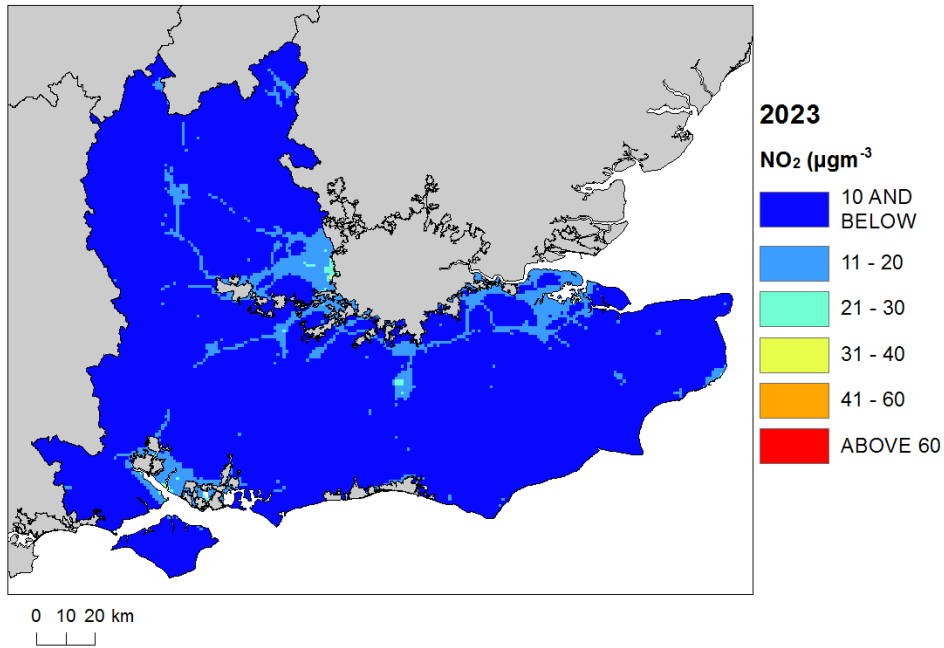 2023
NO₂ (µgm⁻³
10 AND
BELOW
11 - 20
21 - 30
31 - 40
41 - 60
ABOVE 60
0 10 20 km